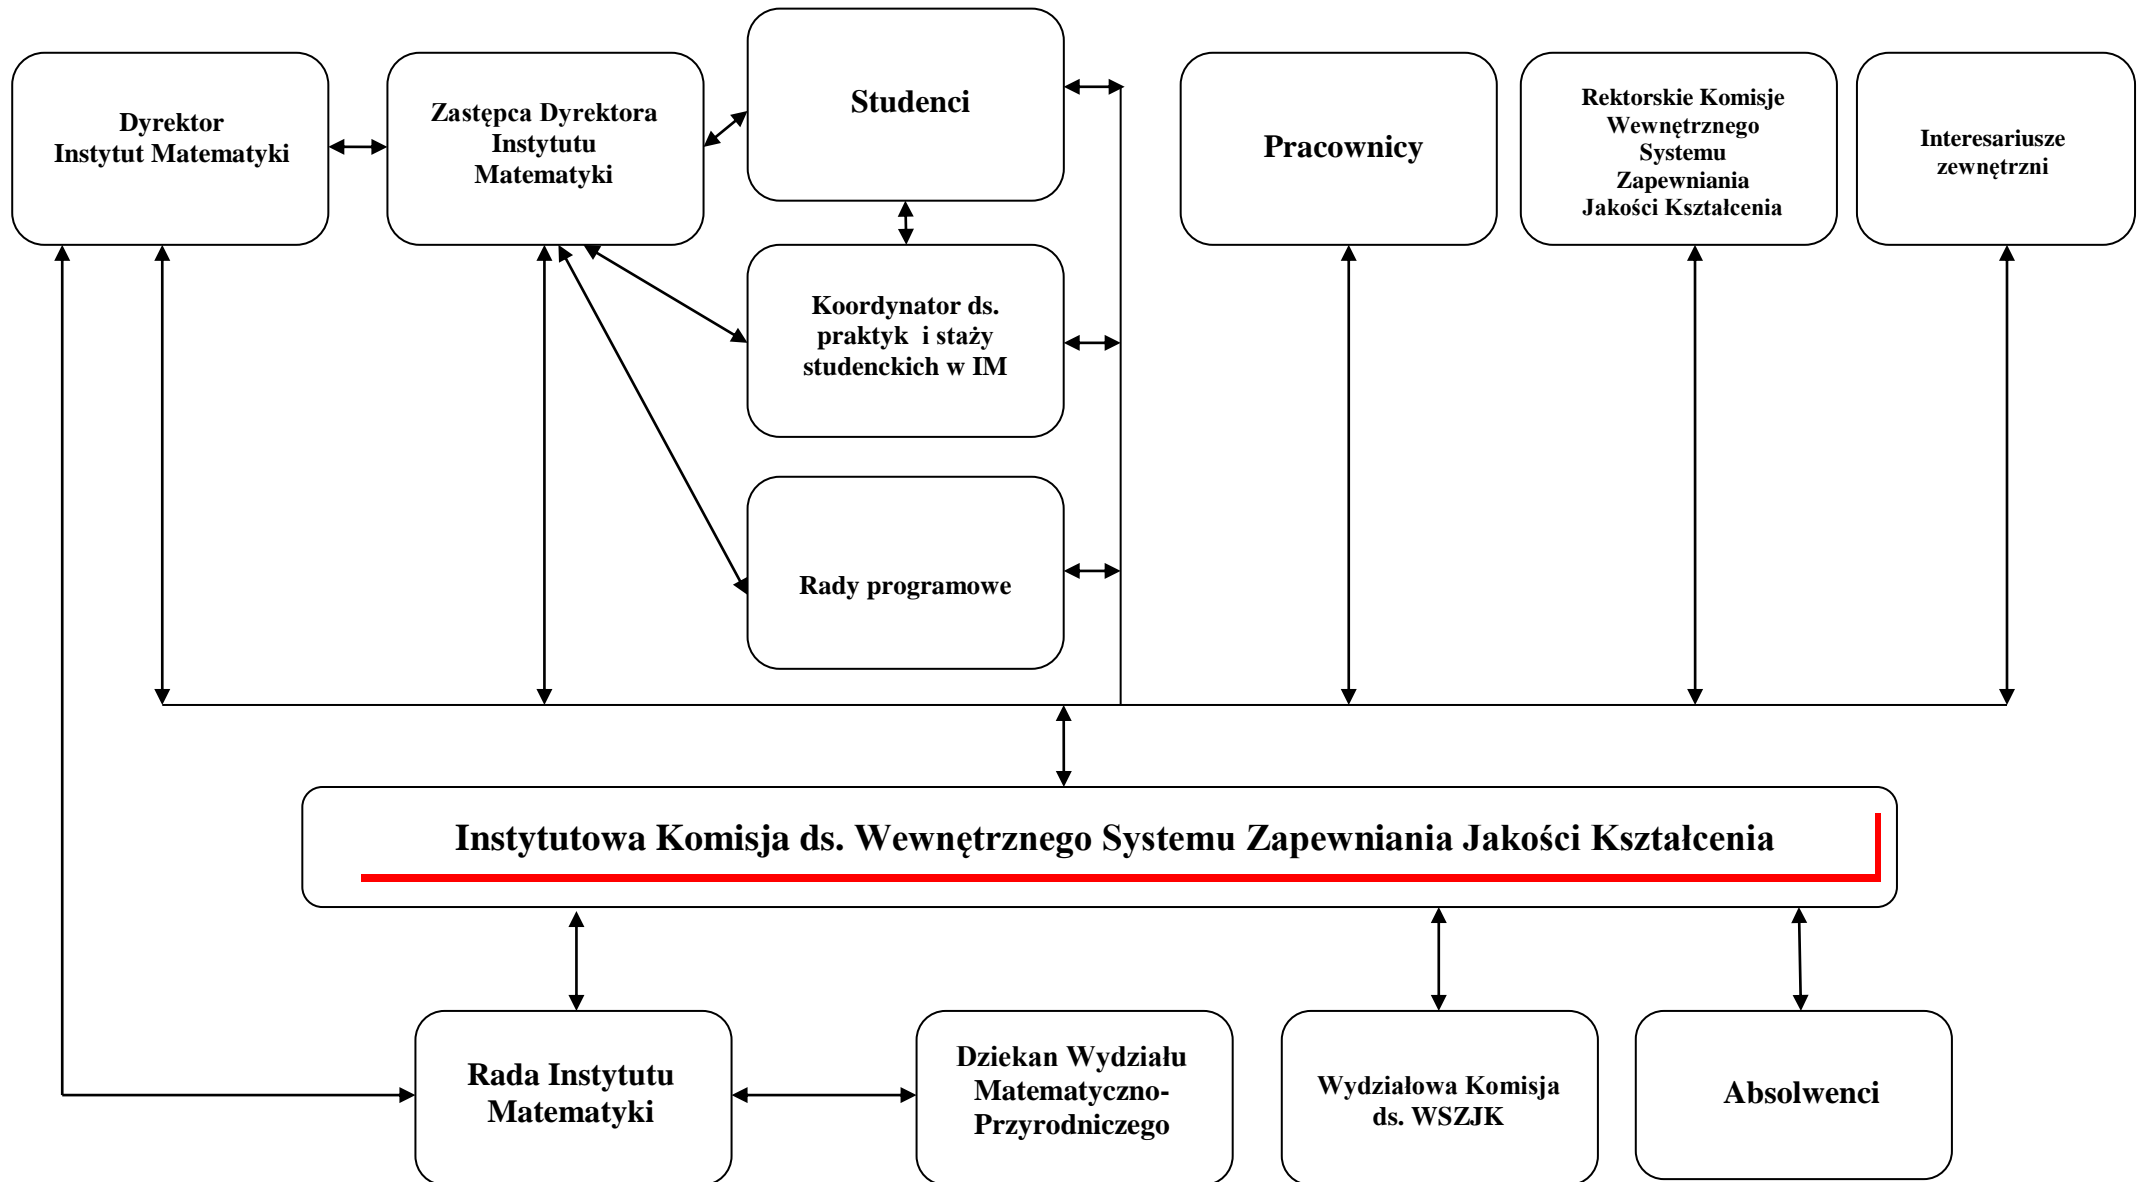 Dyrektor
Instytut Matematyki
Zastępca Dyrektora
Instytutu
Matematyki
Studenci
Pracownicy
Rektorskie Komisje
Wewnętrznego
Systemu
Zapewniania
Jakości Kształcenia
Interesariusze
zewnętrzni
Koordynator ds.
praktyk i staży
studenckich w IM
Rady programowe
Instytutowa Komisja ds. Wewnętrznego Systemu Zapewniania Jakości Kształcenia
Rada Instytutu
Matematyki
Dziekan Wydziału
Matematyczno-
Przyrodniczego
Wydziałowa Komisja
ds. WSZJK
Absolwenci